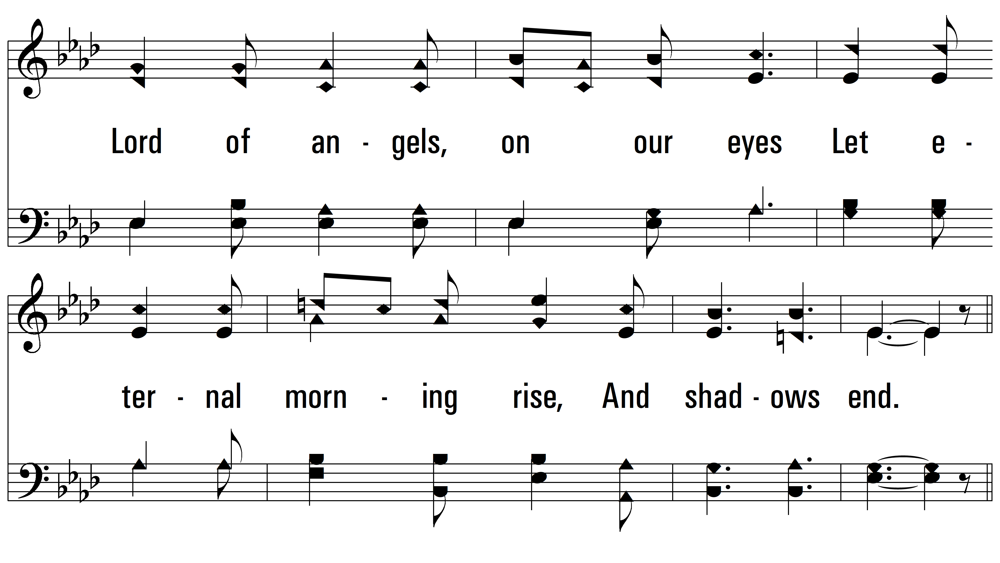 Lord of an - gels, on our eyes Let e -
ter - nal morn - ing rise, And shad - ows end.